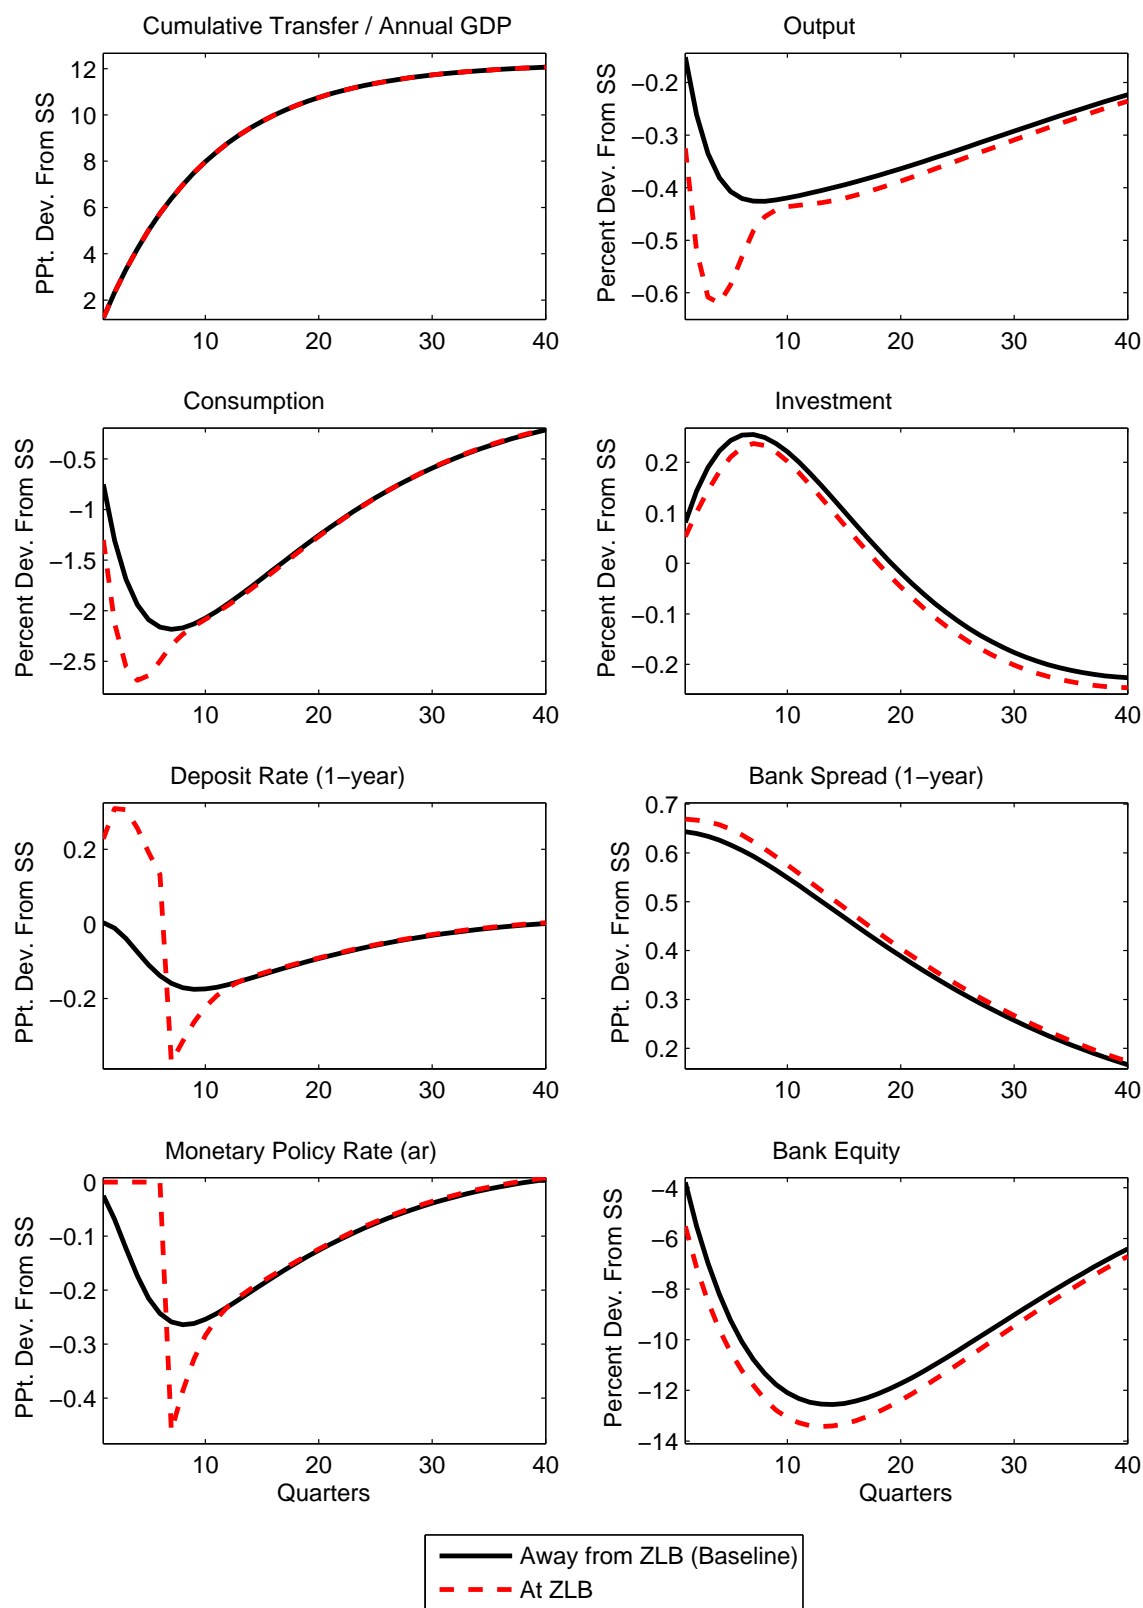 Cumulative Transfer / Annual GDP
PPt. Dev. From SS
12
10
8
6
4
2
10 20 30 40
Output
Percent Dev. From SS
−0.2
−0.3
−0.4
−0.5
−0.6
10 20 30 40
Consumption
Percent Dev. From SS
−0.5
−1
−1.5
−2
−2.5
10 20 30 40
Investment
Percent Dev. From SS
0.2
0.1
0
−0.1
−0.2
10 20 30 40
Deposit Rate (1−year)
PPt. Dev. From SS
0.2
0
−0.2
10 20 30 40
Bank Spread (1−year)
PPt. Dev. From SS
0.7
0.6
0.5
0.4
0.3
0.2
10 20 30 40
Monetary Policy Rate (ar)
PPt. Dev. From SS
0
−0.1
−0.2
−0.3
−0.4
10 20 30 40
Quarters
Bank Equity
Percent Dev. From SS
−4
−6
−8
−10
−12
−14
10 20 30 40
Quarters
Away from ZLB (Baseline)
At ZLB